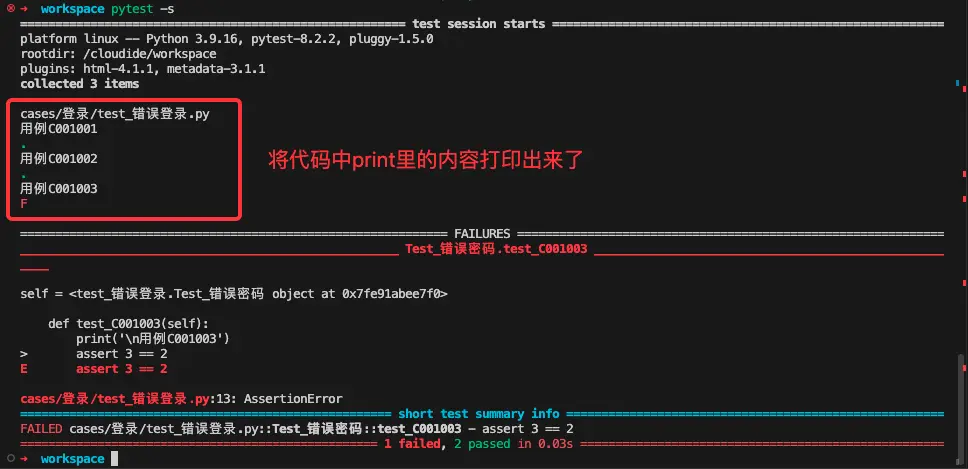 → workspace pytest -s
============================== test session starts ==============================
platform linux -- Python 3.9.16, pytest-8.2.2, pluggy-1.5.0
rootdir: /cloudide/workspace
plugins: html-4.1.1, metadata-3.1.1
collected 3 items
cases/登录/test_错误登录.py
用例C001001
.
用例C001002
.
用例C001003
F
将代码中print里的内容打印出来了
============================== FAILURES ==============================
______________________________ Test_错误密码.test_C001003 ______________________________
self = <test_错误登录.Test_错误密码 object at 0x7fe91abee7f0>
def test_C001003(self):
print('\n用例C001003')
> assert 3 == 2
E assert 3 == 2
cases/登录/test_错误登录.py:13: AssertionError
============================== short test summary info ==============================
FAILED cases/登录/test_错误登录.py::Test_错误密码::test_C001003 - assert 3 == 2
============================== 1 failed, 2 passed in 0.03s ==============================
→ workspace